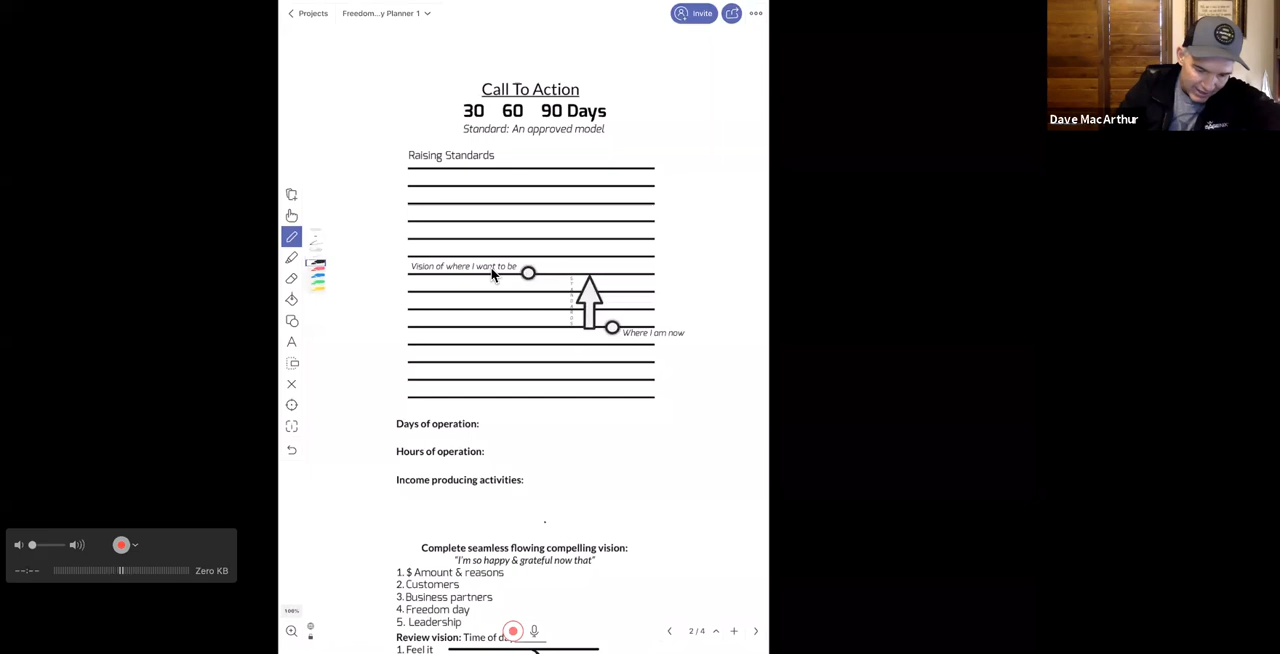 Projects
Freedom...y Planner 1
Invite
Dave MacArthur
Call To Action
30 60 90 Days
Standard: An approved model
Raising Standards
Vision of where I want to be
STANDARDS
Where I am now
Days of operation:
Hours of operation:
Income producing activities:
Complete seamless flowing compelling vision:
"I'm so happy & grateful now that"
1. $ Amount & reasons
2. Customers
3. Business partners
4. Freedom day
5. Leadership
Review vision: Time of
1. Feel it
--:--
Zero KB
100%
2 / 4